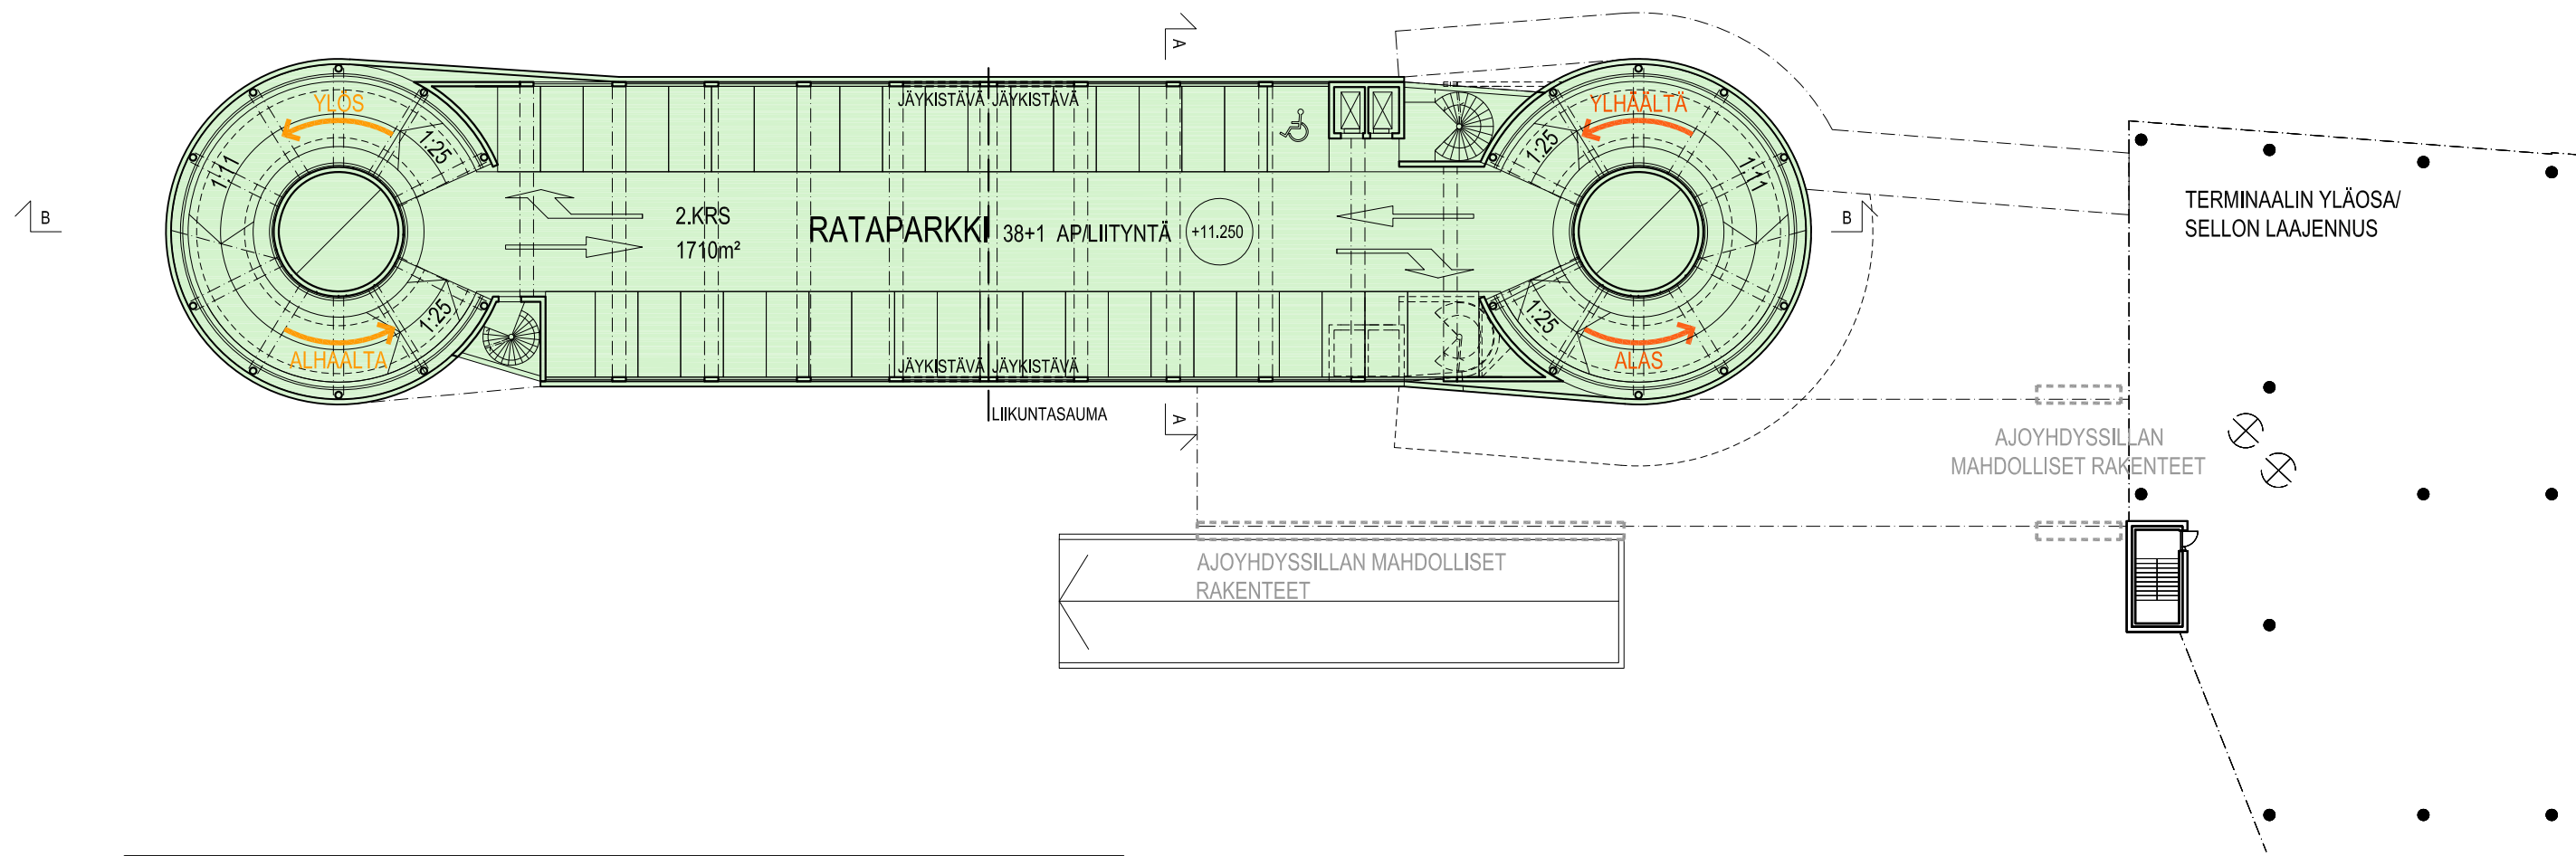 A
YLÖS
JÄYKISTÄVÄ JÄYKISTÄVÄ
YLHÄÄLTÄ
1:25
1:25
1:11
1:11
B
2.KRS
1710m²
RATAPARKKI 38+1 AP/LIITYNTÄ
+11.250
B
TERMINAALIN YLÄOSA/
SELLON LAAJENNUS
1:25
1:25
ALHAALTA
JÄYKISTÄVÄ JÄYKISTÄVÄ
ALAS
LIIKUNTASAUMA
A
AJOYHDYSSILLAN
MAHDOLLISET RAKENTEET
AJOYHDYSSILLAN MAHDOLLISET
RAKENTEET